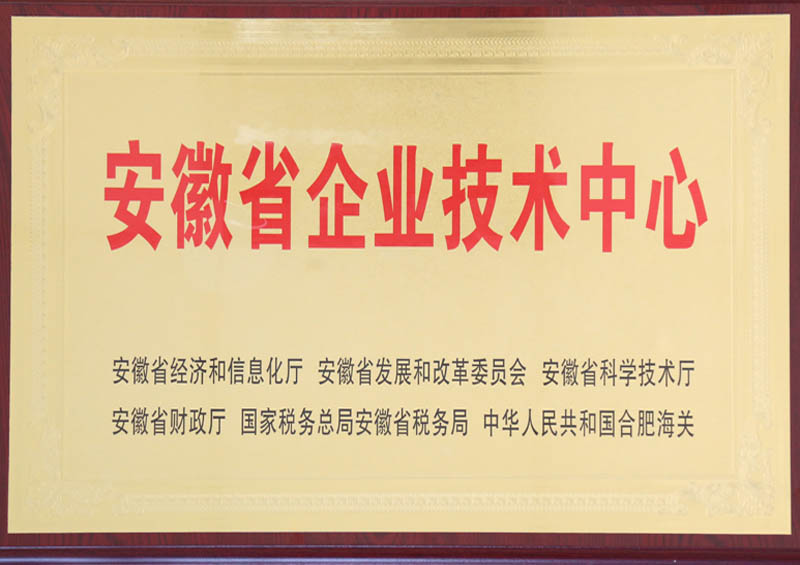 安徽省企业技术中心
安徽省经济和信息化厅 安徽省发展和改革委员会 安徽省科学技术厅
安徽省财政厅 国家税务总局安徽省税务局 中华人民共和国合肥海关